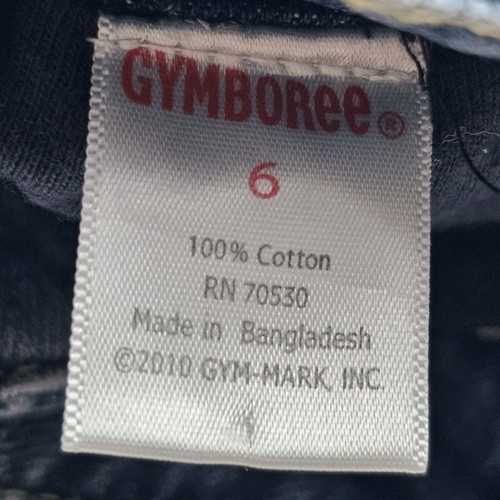 GYMBOREE®
6
100% Cotton
RN 70530
Made in Bangladesh
©2010 GYM-MARK, INC.